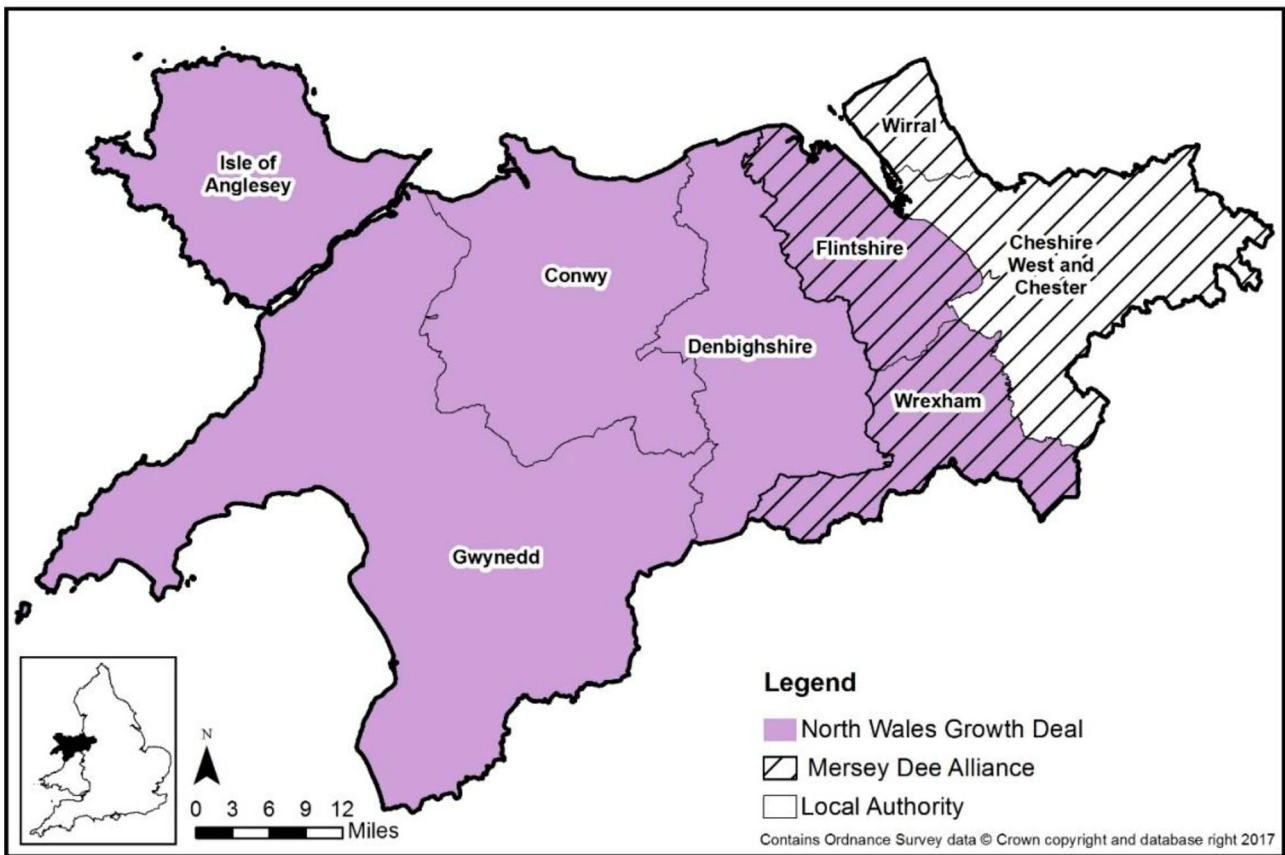 Isle of
Anglesey
Wirral
Conwy
Flintshire
Cheshire
West and
Chester
Denbighshire
Wrexham
Gwynedd
N
0 3 6 9 12
Miles
Legend
North Wales Growth Deal
Mersey Dee Alliance
Local Authority
Contains Ordnance Survey data © Crown copyright and database right 2017